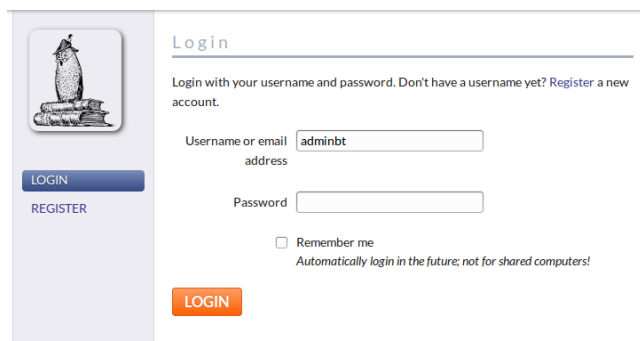 Login
Login with your username and password. Don't have a username yet? Register a new
account.
Username or email
address
adminbt
LOGIN
REGISTER
Password
Remember me
Automatically login in the future; not for shared computers!
LOGIN